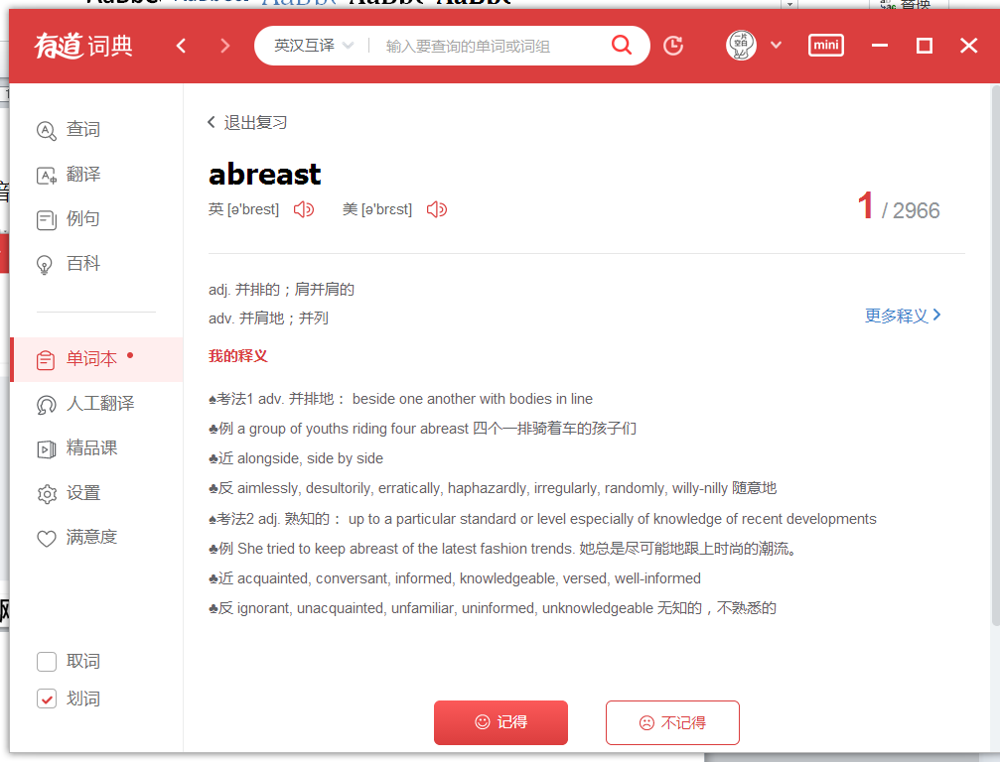 替换
有道词典
英汉互译
输入要查询的单词或词组
一片
空白
mini
查词
翻译
例句
百科
单词本
人工翻译
精品课
设置
满意度
取词
划词
退出复习
abreast
英 [ə'brest] 美 [ə'brɛst]
1 / 2966
adj. 并排的；肩并肩的
adv. 并肩地；并列
更多释义
我的释义
♠考法1 adv. 并排地： beside one another with bodies in line
♣例 a group of youths riding four abreast 四个一排骑着车的孩子们
♣近 alongside, side by side
♣反 aimlessly, desultorily, erratically, haphazardly, irregularly, randomly, willy-nilly 随意地
♠考法2 adj. 熟知的： up to a particular standard or level especially of knowledge of recent developments
♣例 She tried to keep abreast of the latest fashion trends. 她总是尽可能地跟上时尚的潮流。
♣近 acquainted, conversant, informed, knowledgeable, versed, well-informed
♣反 ignorant, unacquainted, unfamiliar, uninformed, unknowledgeable 无知的，不熟悉的
记得
不记得